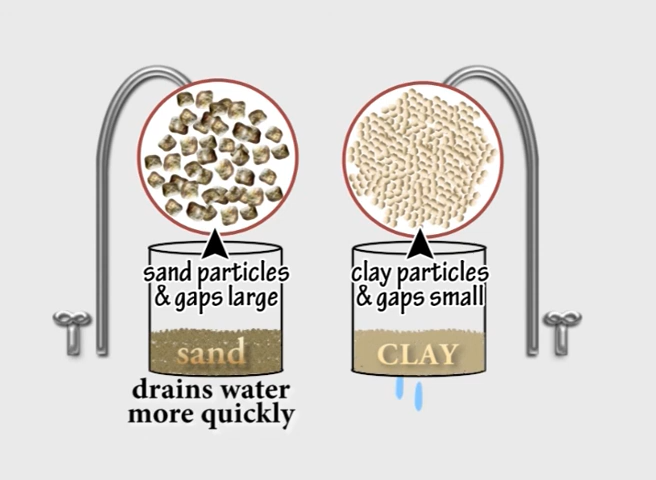 sand particles
& gaps large
clay particles
& gaps small
sand
CLAY
drains water
more quickly